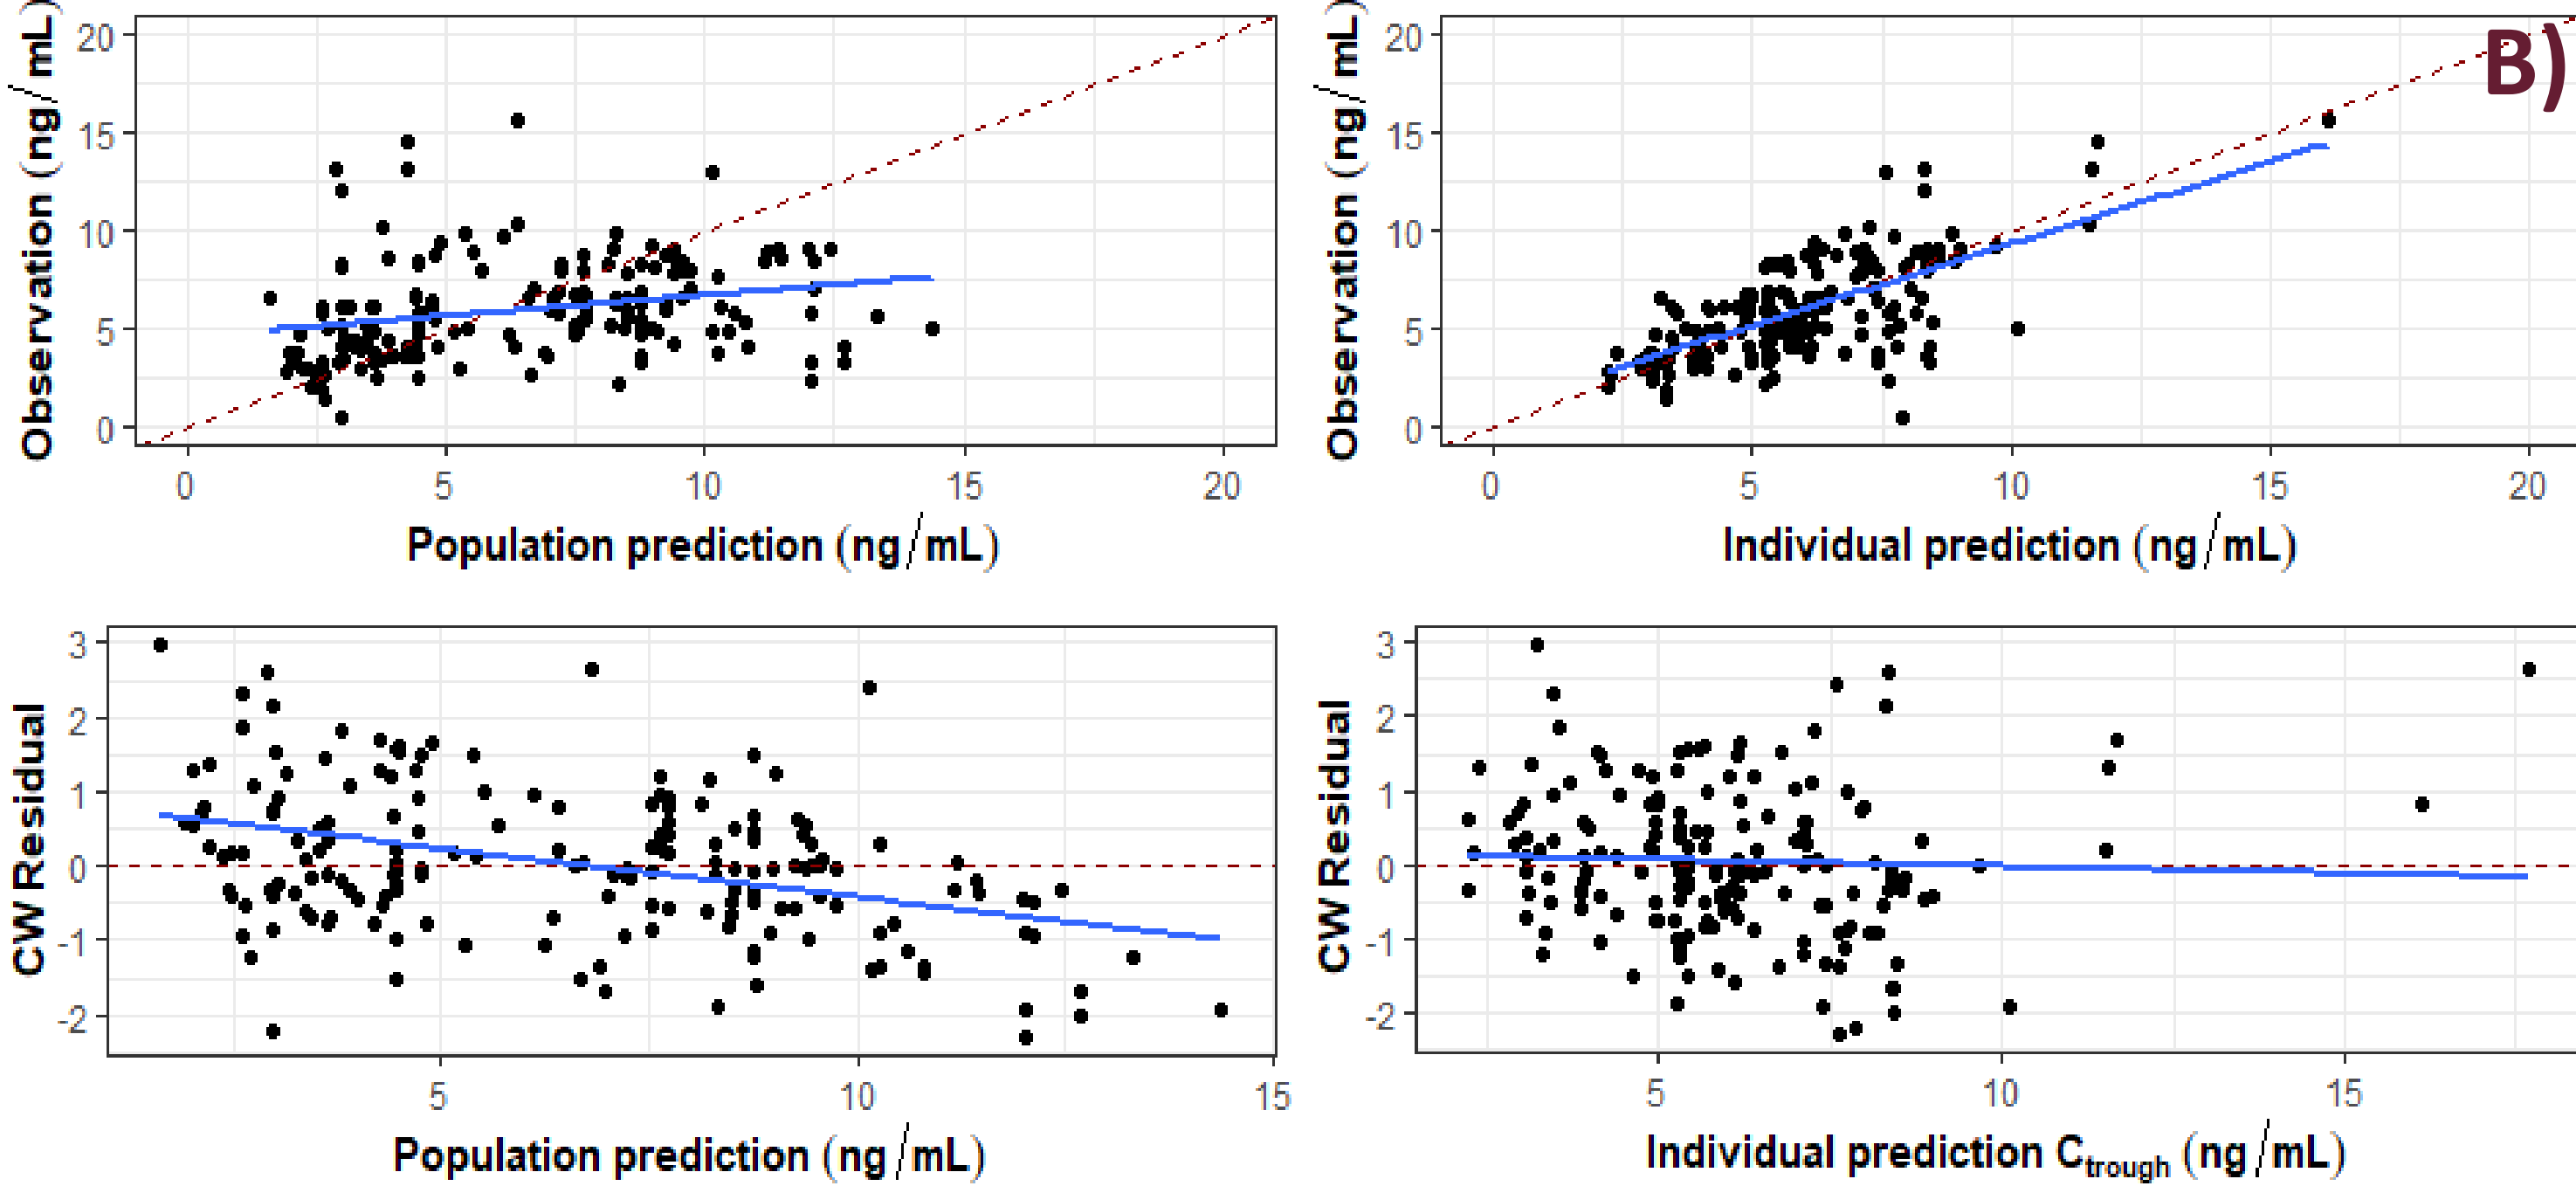 Observation (ng/mL)
20
15
10
5
0
0 5 10 15 20
Population prediction (ng/mL)
B)
Observation (ng/mL)
20
15
10
5
0
0 5 10 15 20
Individual prediction (ng/mL)
CW Residual
3
2
1
0
-1
-2
5 10 15
Population prediction (ng/mL)
CW Residual
3
2
1
0
-1
-2
5 10 15
Individual prediction Ctrough (ng/mL)